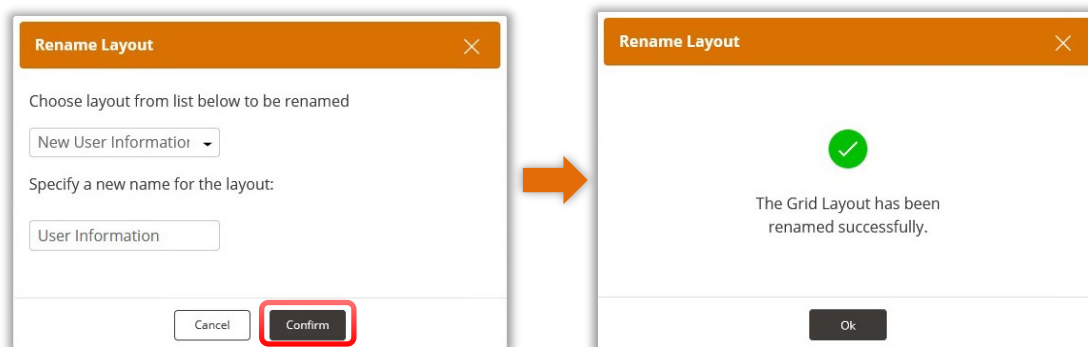 Rename Layout
Choose layout from list below to be renamed
New User Information
Specify a new name for the layout:
User Information
Cancel
Confirm
Rename Layout
The Grid Layout has been
renamed successfully.
Ok